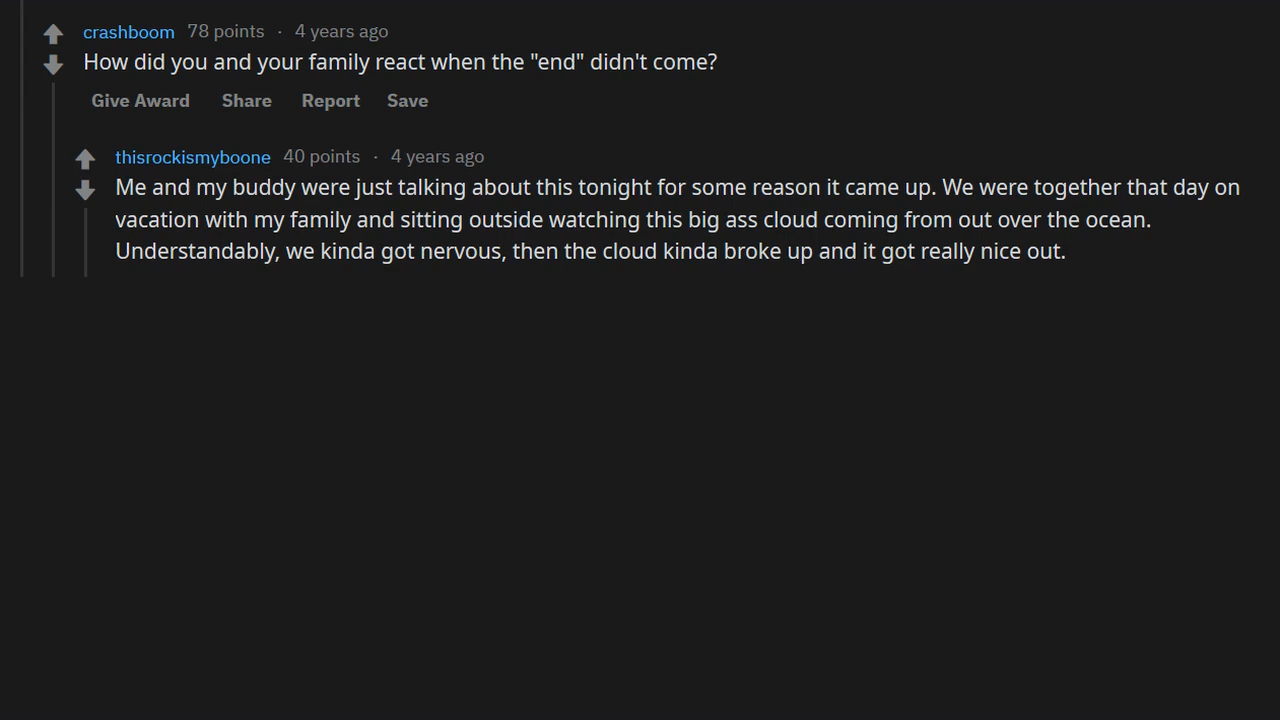 crashboom 78 points · 4 years ago
How did you and your family react when the "end" didn't come?
Give Award Share Report Save
thisrockismyboone 40 points · 4 years ago
Me and my buddy were just talking about this tonight for some reason it came up. We were together that day on
vacation with my family and sitting outside watching this big ass cloud coming from out over the ocean.
Understandably, we kinda got nervous, then the cloud kinda broke up and it got really nice out.